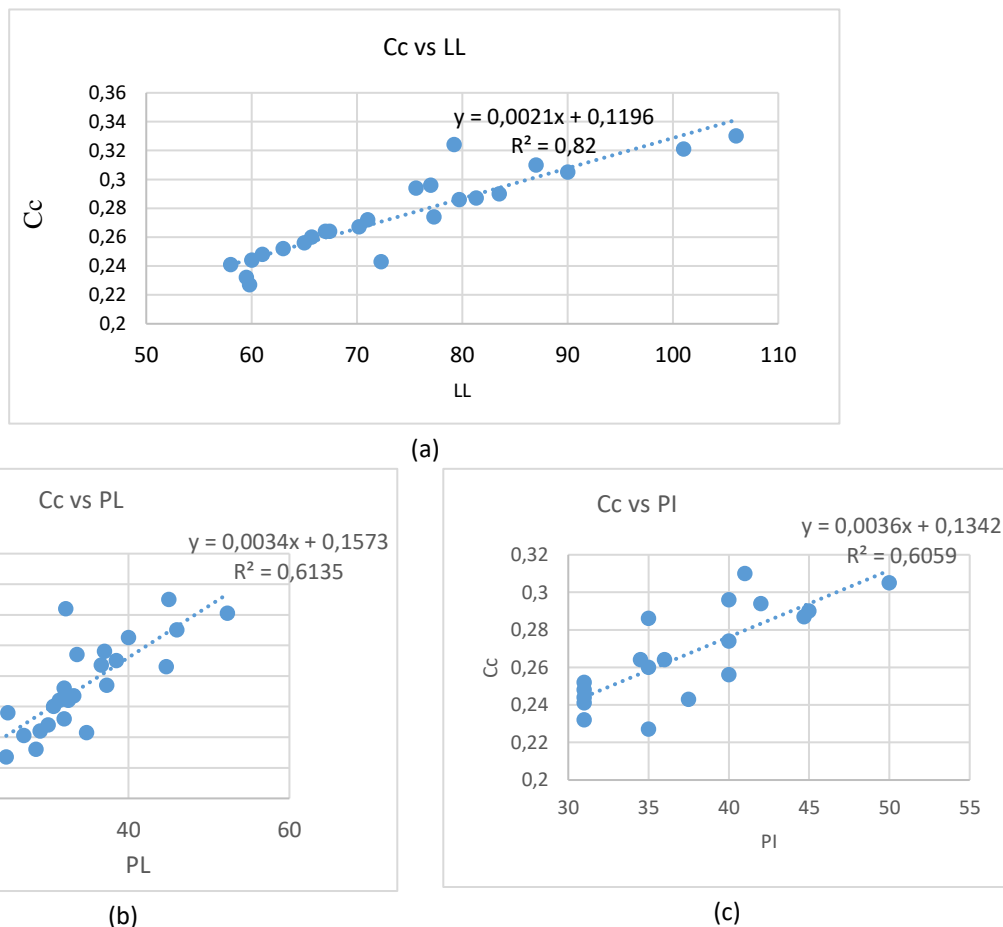 Cc vs LL
y = 0,0021x + 0,1196
R² = 0,82
Cc
0,36
0,34
0,32
0,3
0,28
0,26
0,24
0,22
0,2
50 60 70 80 90 100 110
LL
(a)
Cc vs PL
y = 0,0034x + 0,1573
R² = 0,6135
40 60
PL
(b)
Cc vs PI
y = 0,0036x + 0,1342
R² = 0,6059
Cc
0,32
0,3
0,28
0,26
0,24
0,22
0,2
30 35 40 45 50 55
PI
(c)